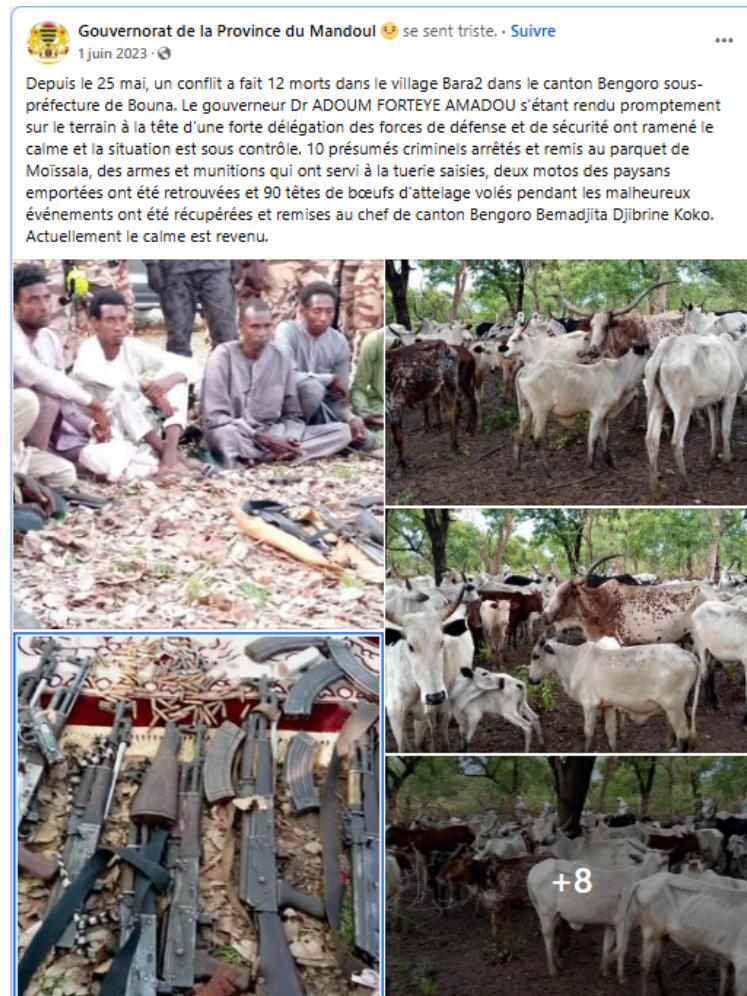 Gouvernorat de la Province du Mandoul 😟 se sent triste. · Suivre
1 juin 2023 ·
Depuis le 25 mai, un conflit a fait 12 morts dans le village Bara2 dans le canton Bengoro sous-
préfecture de Bouna. Le gouverneur Dr ADOUM FORTEYE AMADOU s'étant rendu promptement
sur le terrain à la tête d'une forte délégation des forces de défense et de sécurité ont ramené le
calme et la situation est sous contrôle. 10 présumés criminels arrêtés et remis au parquet de
Moïssala, des armes et munitions qui ont servi à la tuerie saisies, deux motos des paysans
emportées ont été retrouvées et 90 têtes de bœufs d'attelage volés pendant les malheureux
événements ont été récupérées et remises au chef de canton Bengoro Bemadjita Djibrine Koko.
Actuellement le calme est revenu.
+8